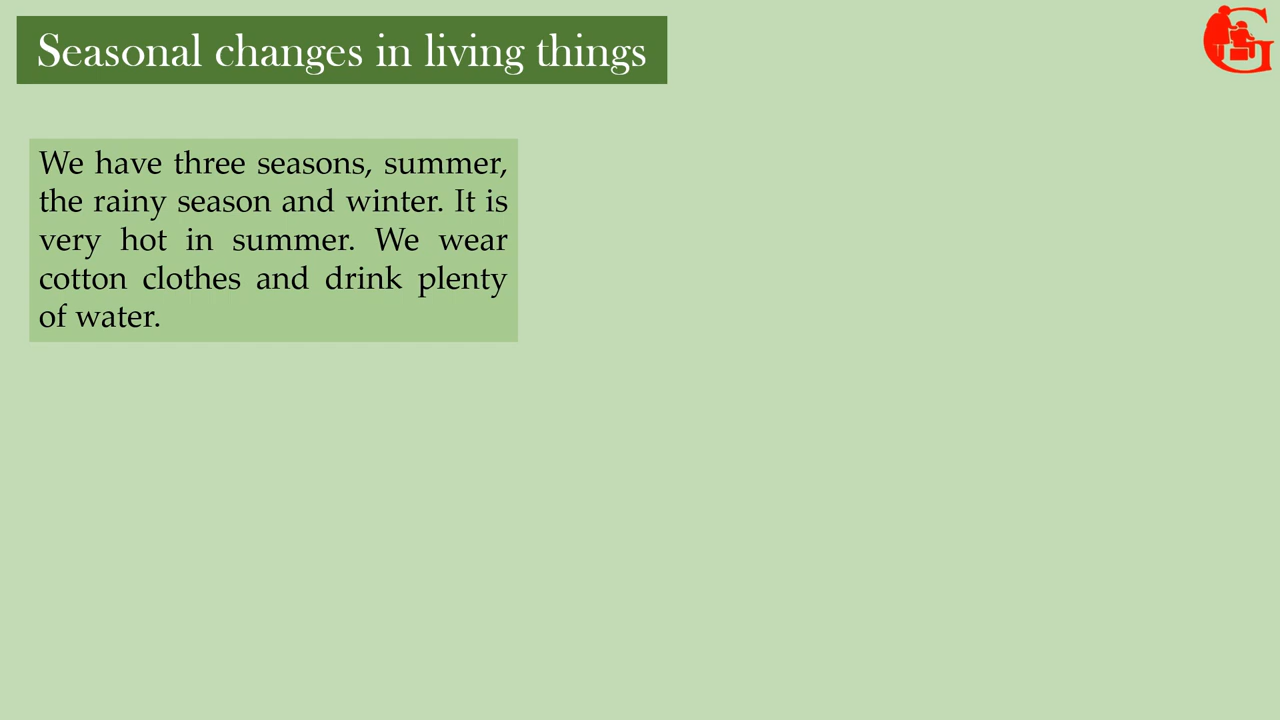 Seasonal changes in living things
We have three seasons, summer,
the rainy season and winter. It is
very hot in summer. We wear
cotton clothes and drink plenty
of water.